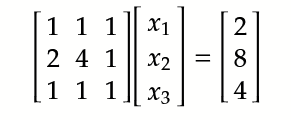 1 1 1 x₁ 2
2 4 1 x₂ = 8
1 1 1 x₃ 4